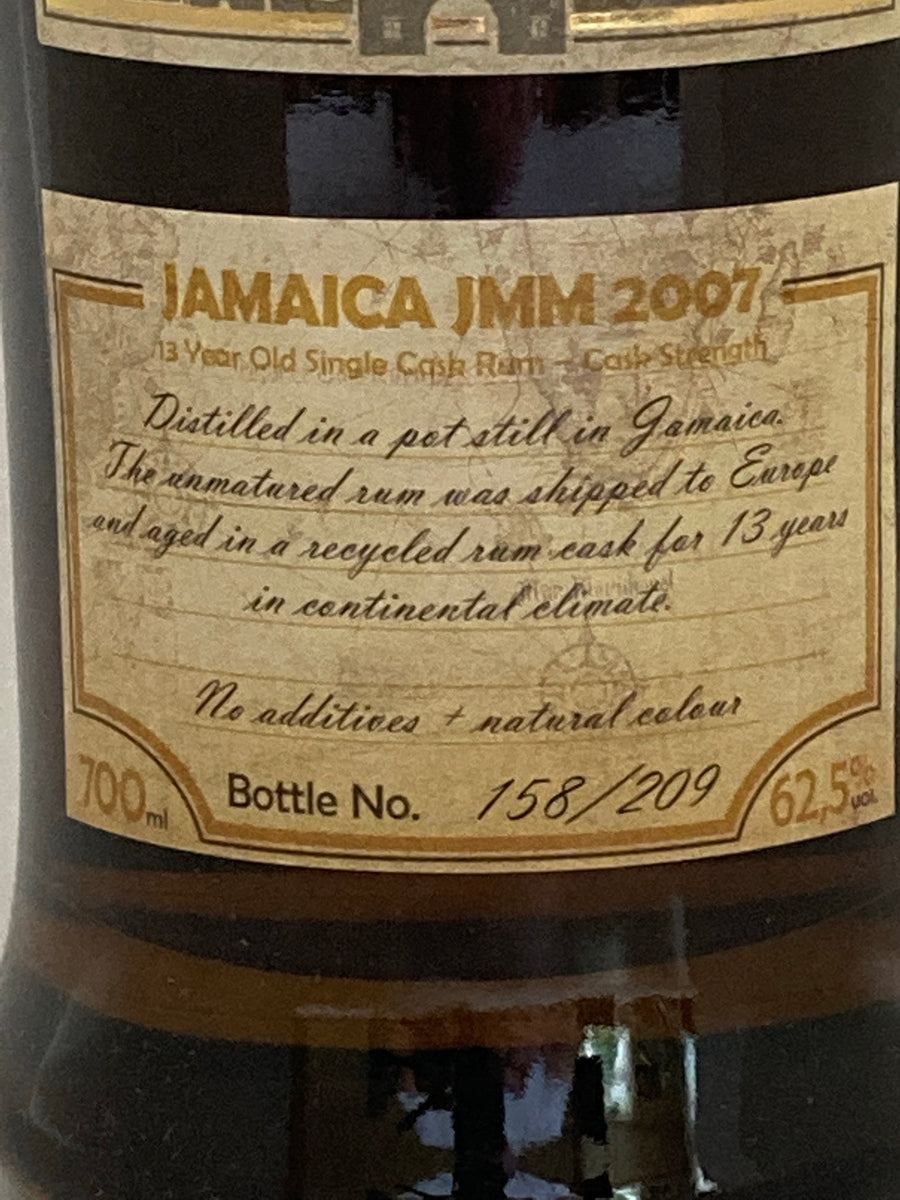 JAMAICA JMM 2007
13 Year Old Single Cask Rum – Cask Strength
Distilled in a pot still in Jamaica.
The unmatured rum was shipped to Europe
and aged in a recycled rum cask for 13 years
in continental climate.
No additives + natural colour
700ml Bottle No. 158/209 62,5% vol.